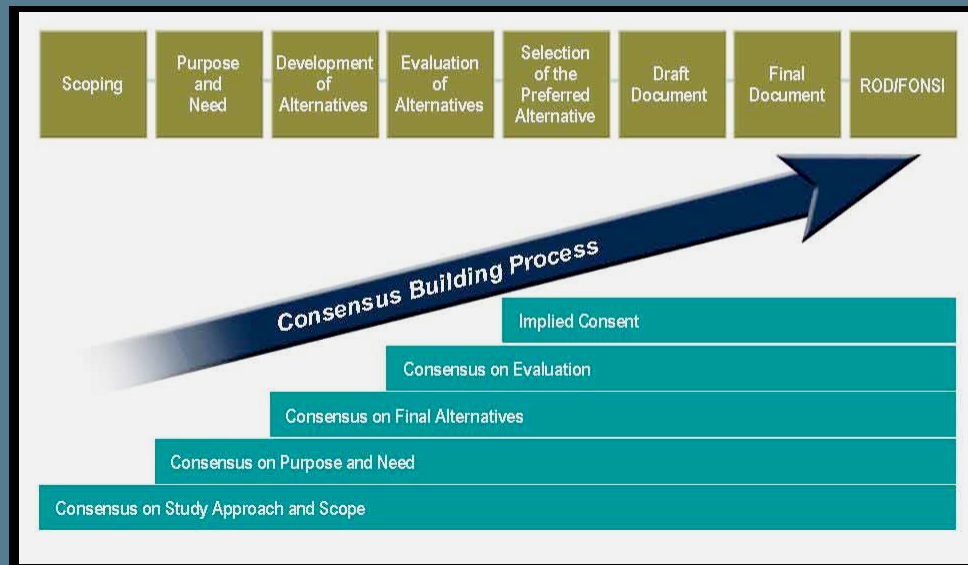 Scoping
Purpose
and
Need
Development
of
Alternatives
Evaluation
of
Alternatives
Selection
of the
Preferred
Alternative
Draft
Document
Final
Document
ROD/FONSI
Consensus Building Process
Implied Consent
Consensus on Evaluation
Consensus on Final Alternatives
Consensus on Purpose and Need
Consensus on Study Approach and Scope